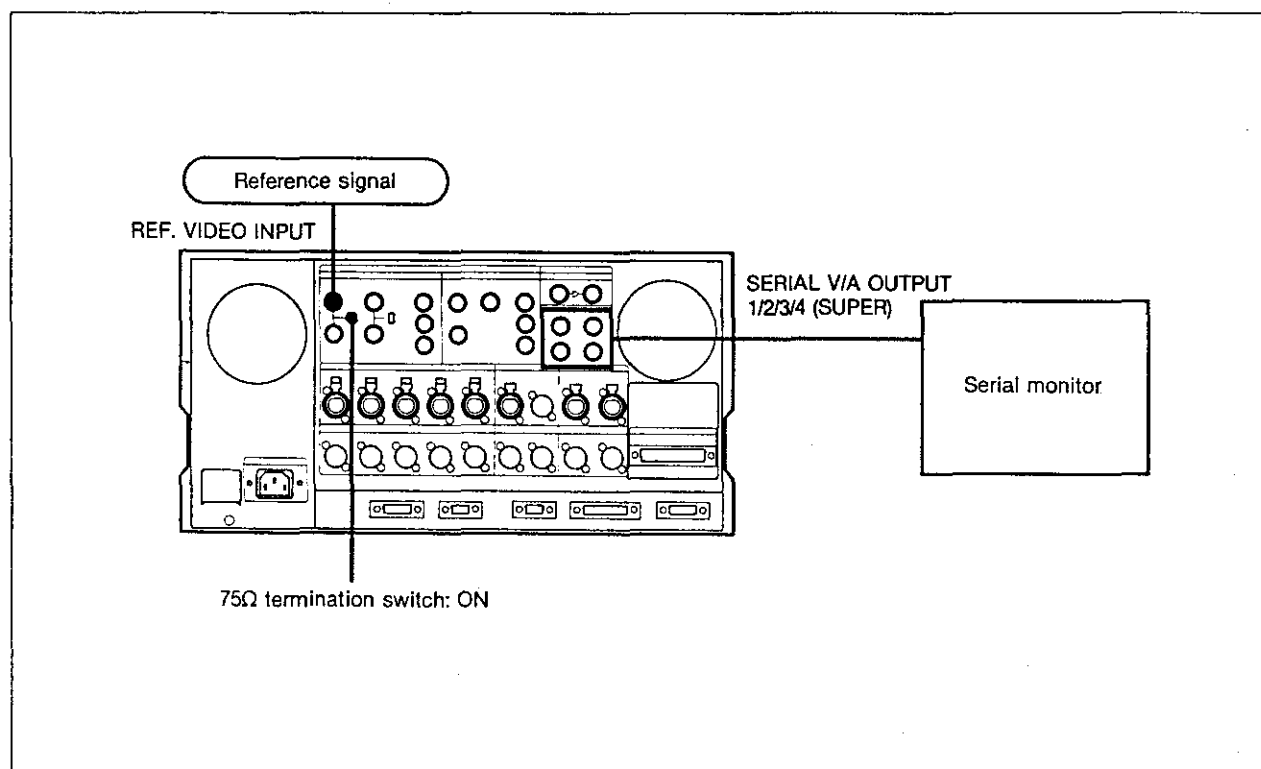 Reference signal
REF. VIDEO INPUT
SERIAL V/A OUTPUT
1/2/3/4 (SUPER)
Serial monitor
75Ω termination switch: ON